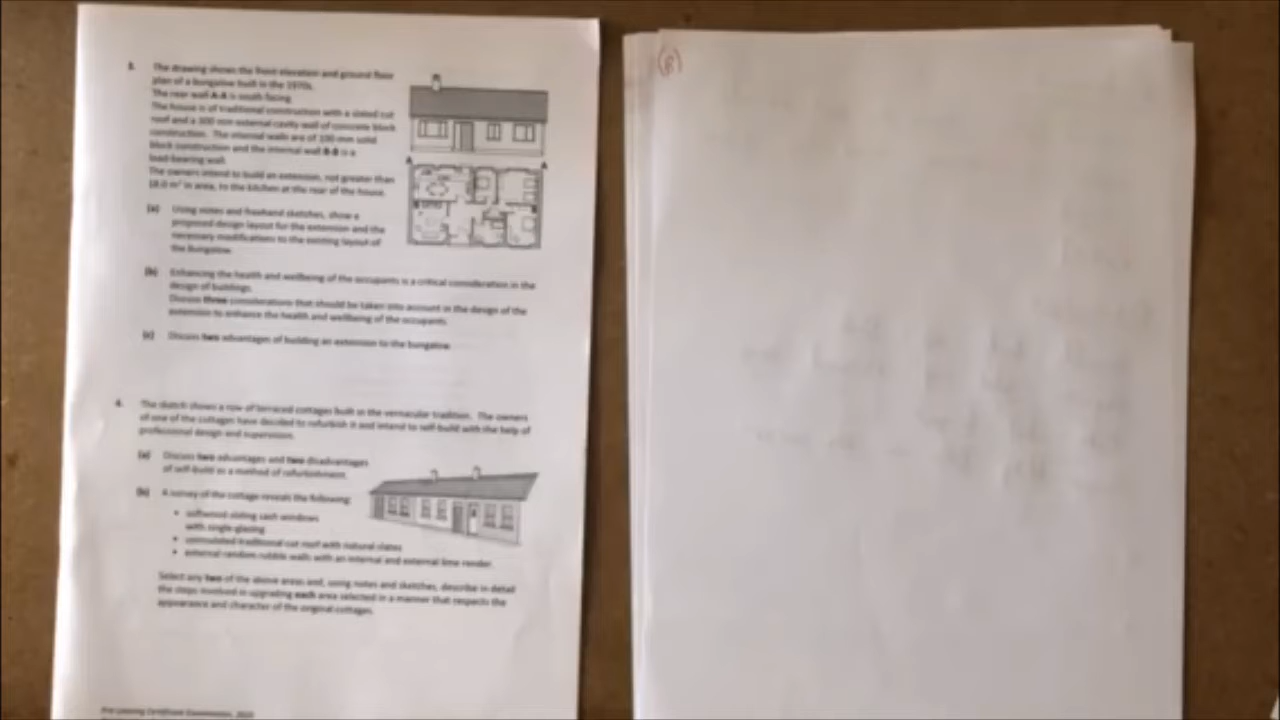 3. The drawing shows the front elevation and ground floor
plan of a bungalow built in the 1970s.
The rear wall A-A is south facing.
The house is of traditional construction with a slated cut
roof and a 300 mm external cavity wall of concrete block
construction. The internal walls are of 100 mm solid
block construction and the internal wall B-B is a
load-bearing wall.
The owners intend to build an extension, not greater than
18.0 m² in area, to the kitchen at the rear of the house.
(a) Using notes and freehand sketches, show a
proposed design layout for the extension and the
necessary modifications to the existing layout of
the bungalow.
A A
(b) Enhancing the health and wellbeing of the occupants is a critical consideration in the
design of buildings.
Discuss three considerations that should be taken into account in the design of the
extension to enhance the health and wellbeing of the occupants.
(c) Discuss two advantages of building an extension to the bungalow.
4. The sketch shows a row of terraced cottages built in the vernacular tradition. The owners
of one of the cottages have decided to refurbish it and intend to self-build with the help of
professional design and supervision.
(a) Discuss two advantages and two disadvantages
of self-build as a method of refurbishment.
(b) A survey of the cottage reveals the following:
• softwood sliding sash windows
with single glazing
• uninsulated traditional cut roof with natural slates
• external random rubble walls with an internal and external lime render.
Select any two of the above areas and, using notes and sketches, describe in detail
the steps involved in upgrading each area selected in a manner that respects the
appearance and character of the original cottages.
Pre-Leaving Certificate Examination,